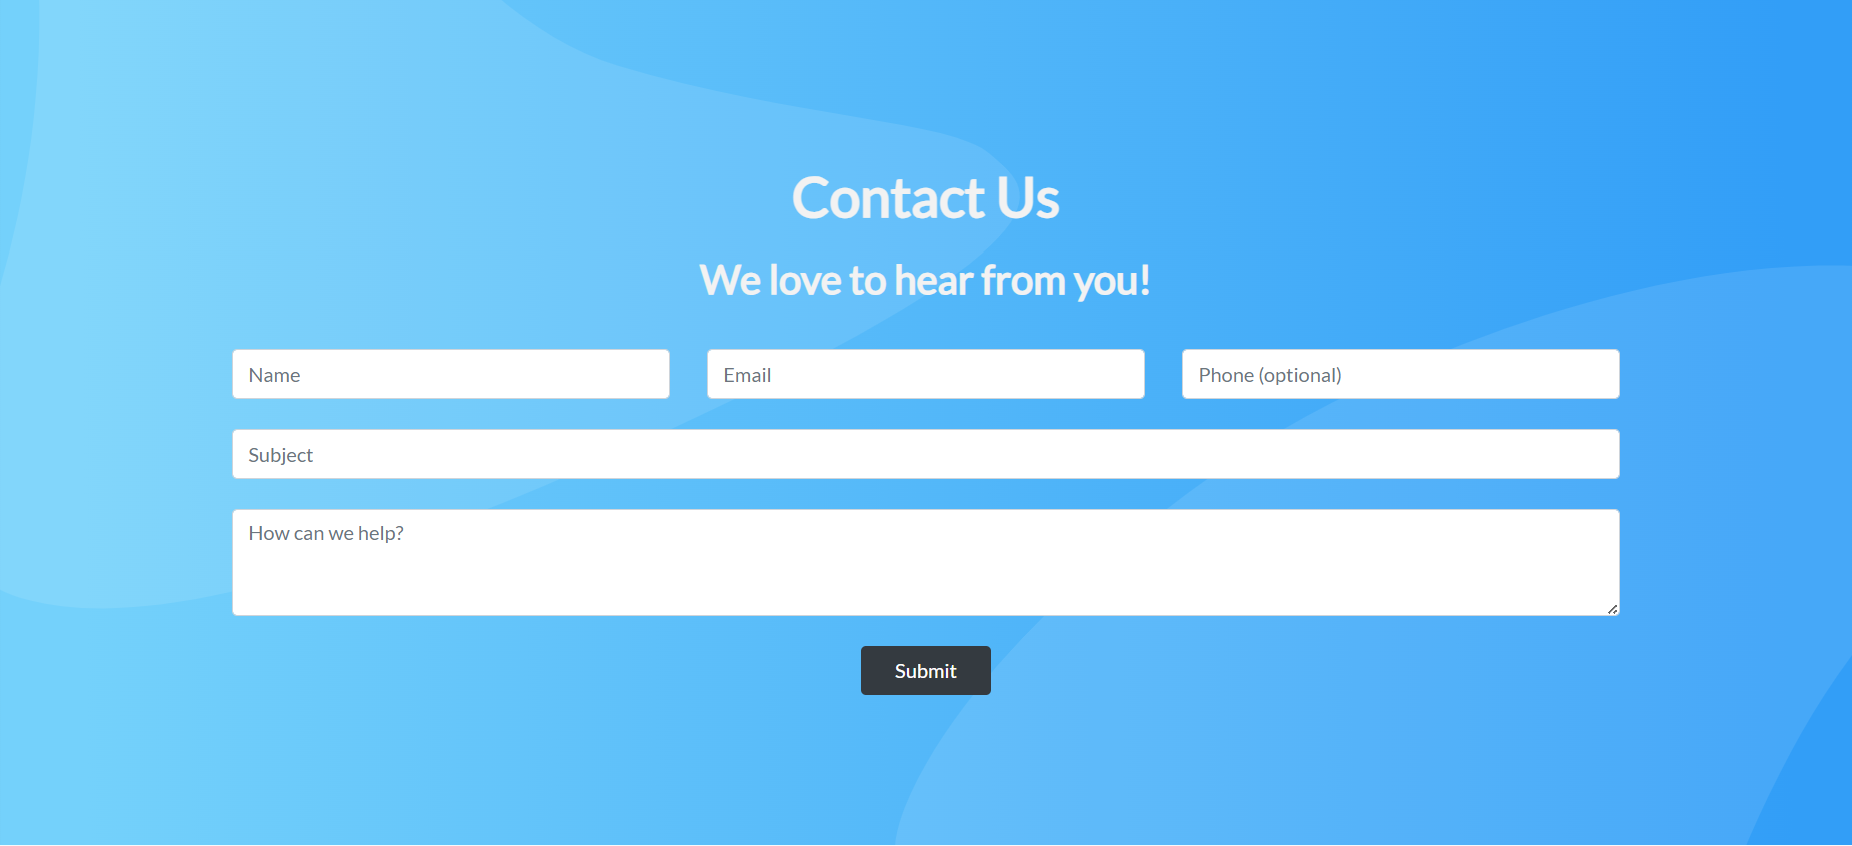 Contact Us
We love to hear from you!
Name
Email
Phone (optional)
Subject
How can we help?
Submit